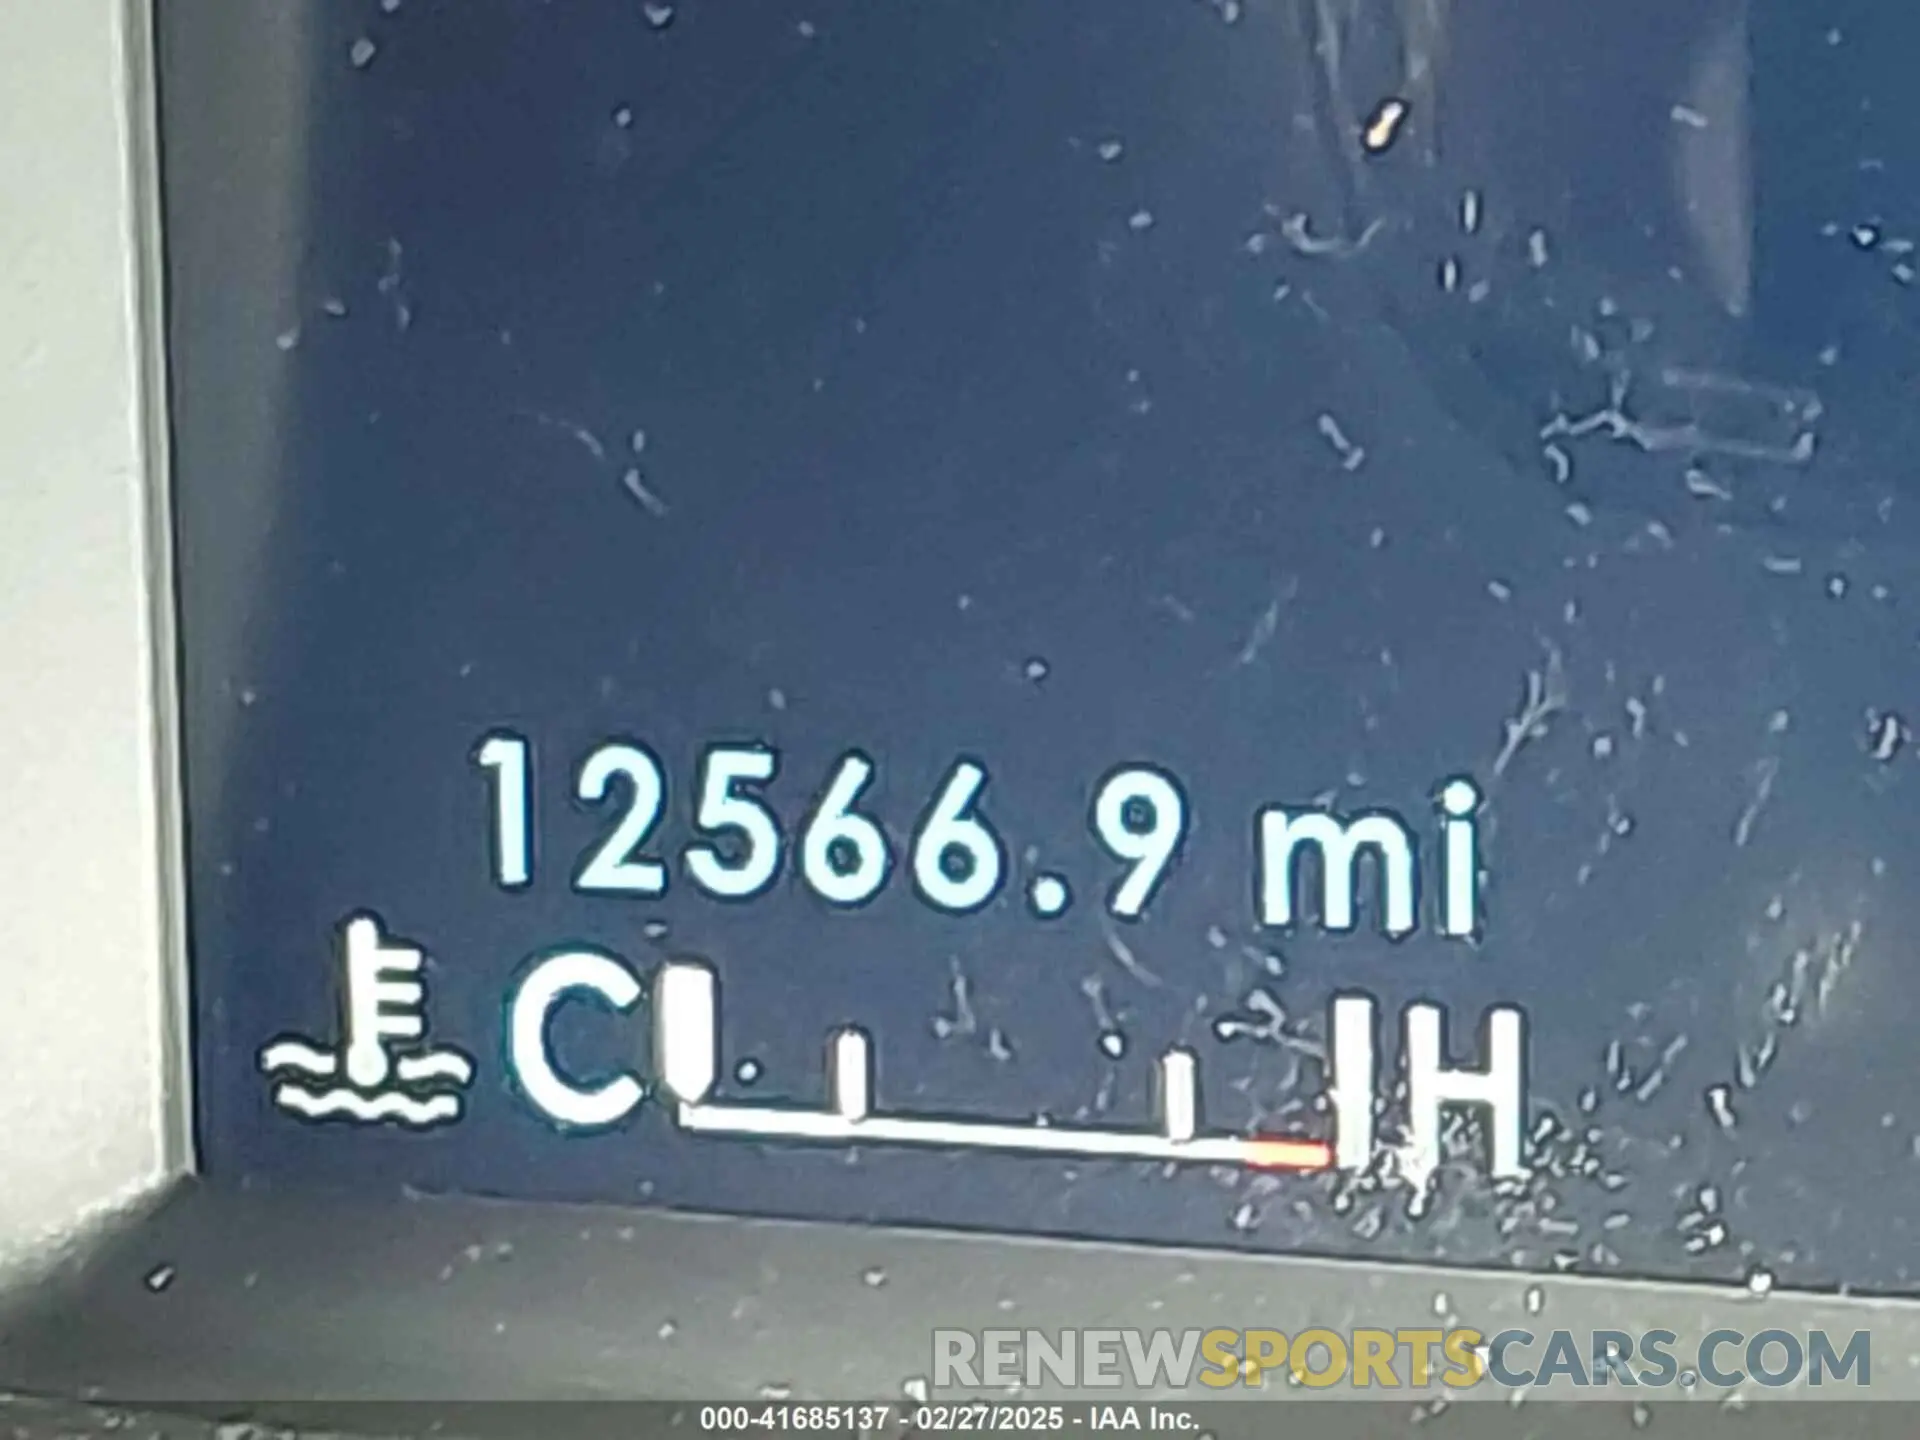 12566.9 mi
C H
RENEWSPORTSCARS.COM
000-41685137 - 02/27/2025 - IAA Inc.